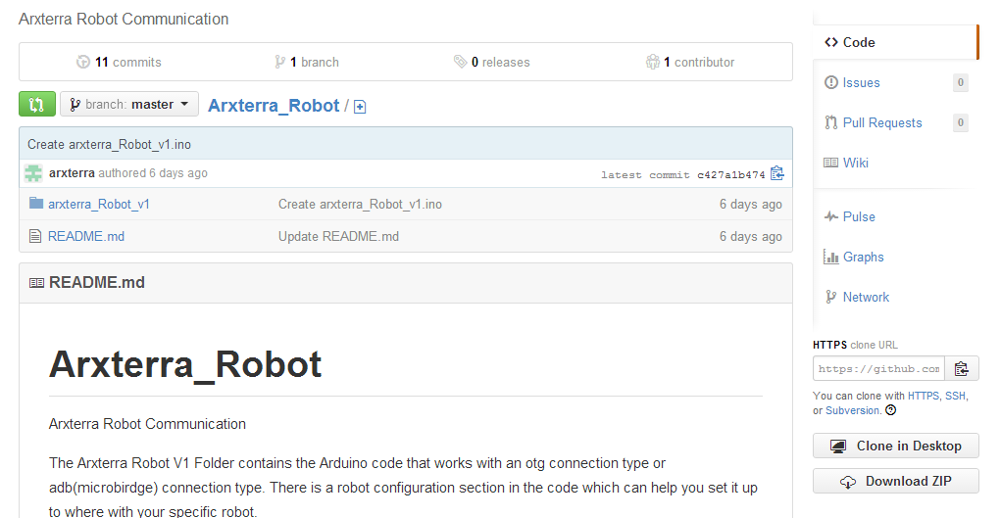 Arxterra Robot Communication
11 commits 1 branch 0 releases 1 contributor
branch: master Arxterra_Robot /
Create arxterra_Robot_v1.ino
arxterra authored 6 days ago latest commit c427a1b474
arxterra_Robot_v1 Create arxterra_Robot_v1.ino 6 days ago
README.md Update README.md 6 days ago
README.md
Arxterra_Robot
Arxterra Robot Communication
The Arxterra Robot V1 Folder contains the Arduino code that works with an otg connection type or
adb(microbirdge) connection type. There is a robot configuration section in the code which can help you set it up
to where with your specific robot.
Code
Issues 0
Pull Requests 0
Wiki
Pulse
Graphs
Network
HTTPS clone URL
https://github.com
You can clone with HTTPS, SSH,
or Subversion.
Clone in Desktop
Download ZIP